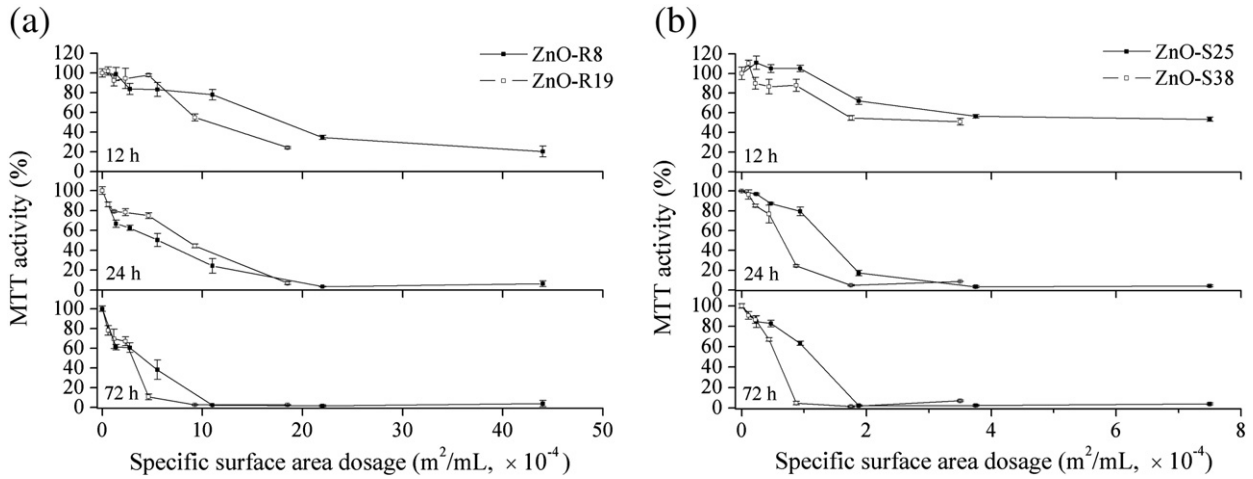 (a)
ZnO-R8
ZnO-R19
120
100
80
60
40
20
0
12 h
100
80
60
40
20
0
24 h
100
80
60
40
20
0
72 h
MTT activity (%)
0 10 20 30 40 50
Specific surface area dosage (m²/mL, × 10⁻⁴)
(b)
ZnO-S25
ZnO-S38
120
100
80
60
40
20
0
12 h
100
80
60
40
20
0
24 h
100
80
60
40
20
0
72 h
MTT activity (%)
0 2 4 6 8
Specific surface area dosage (m²/mL, × 10⁻⁴)